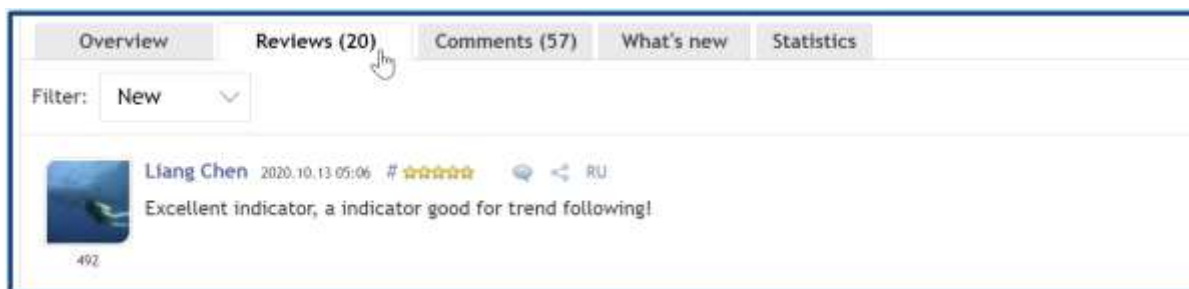 Overview Reviews (20) Comments (57) What's new Statistics
Filter: New
Liang Chen 2020.10.13 05:06 # RU
Excellent indicator, a indicator good for trend following!
492